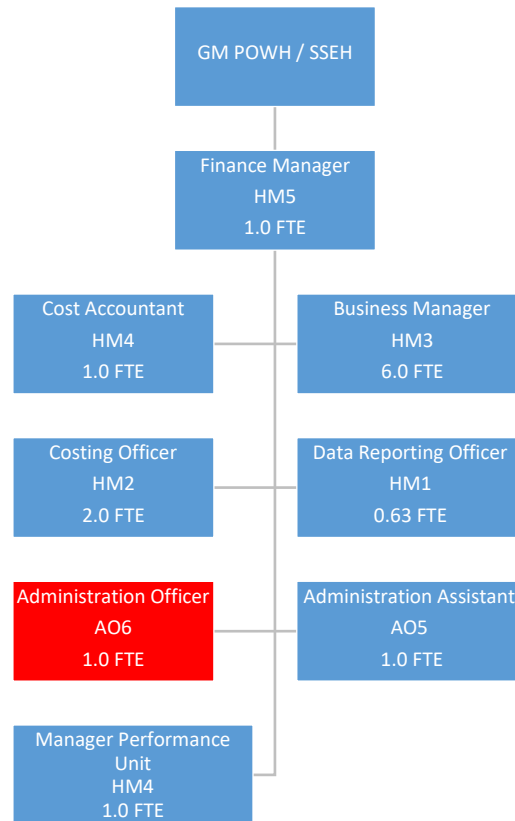 GM POWH / SSEH
Finance Manager
HM5
1.0 FTE
Cost Accountant
HM4
1.0 FTE
Business Manager
HM3
6.0 FTE
Costing Officer
HM2
2.0 FTE
Data Reporting Officer
HM1
0.63 FTE
Administration Officer
AO6
1.0 FTE
Administration Assistant
AO5
1.0 FTE
Manager Performance
Unit
HM4
1.0 FTE